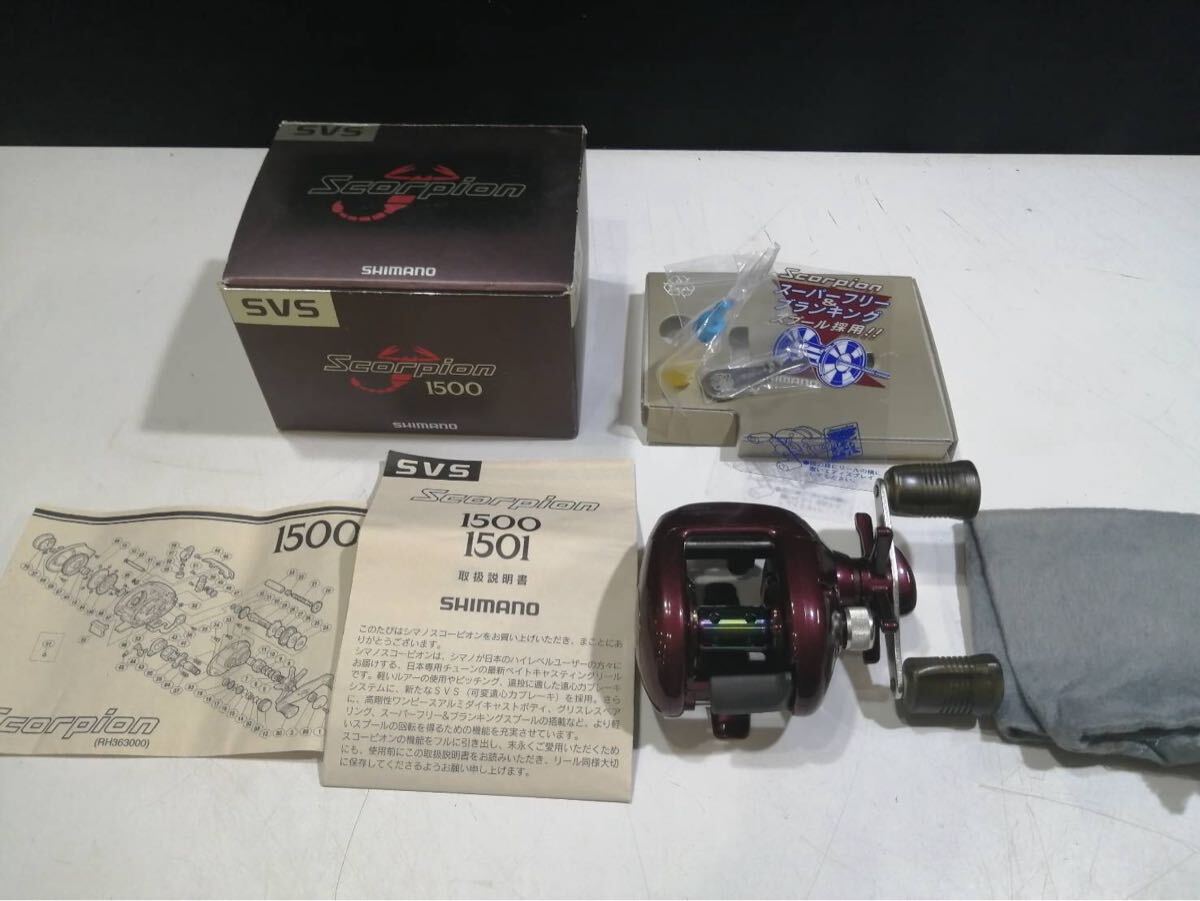 SVS
Scorpion
SHIMANO
SVS
Scorpion
1500
SHIMANO
Scorpion
スーパーフリー
&
ブランキング
スプール採用!!
SHIMANO
1500
Scorpion
(RH363000)
SVS
Scorpion
1500
1501
取扱説明書
SHIMANO
このたびはシマノスコーピオンをお買い上げいただき、まことにあ
りがとうございます。
シマノスコーピオンは、シマノが日本のハイレベルユーザーの方々に
お届けする、日本専用チューンの最新ベイトキャスティングリール
です。軽いルアーの使用やピッチング、遠投に適した遠心力ブレーキ
システムに、新たなSVS(可変遠心力ブレーキ)を採用。さら
に、高剛性ワンピースアルミダイキャストボディ、グリスレスベア
リング、スーパーフリー&ブランキングスプールの搭載など、より軽
いスプールの回転を得るための機能を充実させています。
スコーピオンの機能をフルに引き出し、末永くご愛用いただくため
にも、使用前にこの取扱説明書をお読みいただき、リール同様大切
に保存してくださるようお願い申し上げます。